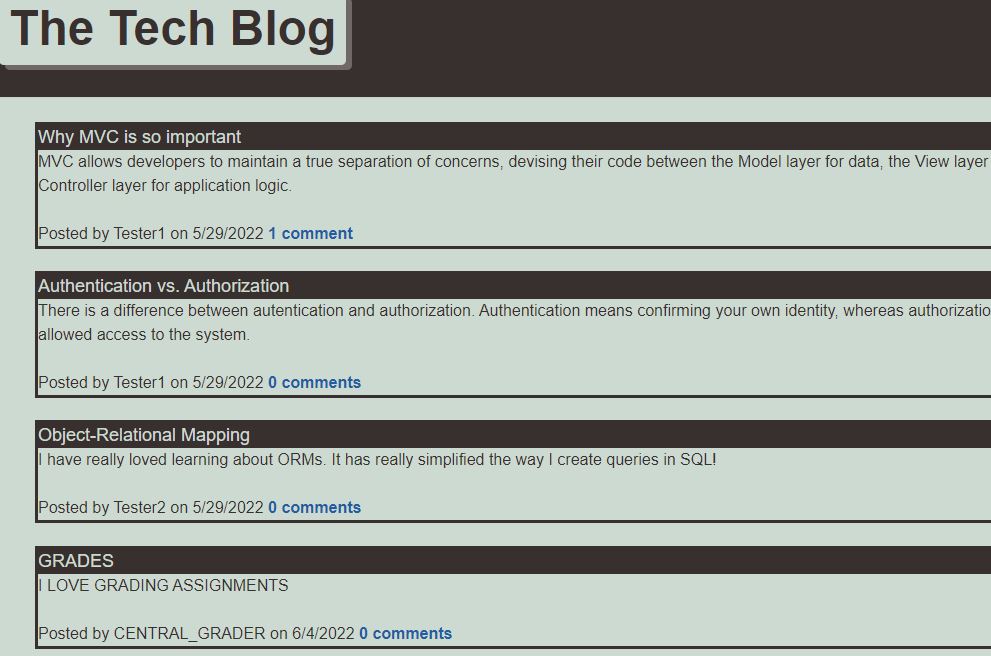 The Tech Blog
Why MVC is so important
MVC allows developers to maintain a true separation of concerns, devising their code between the Model layer for data, the View layer
Controller layer for application logic.
Posted by Tester1 on 5/29/2022 1 comment
Authentication vs. Authorization
There is a difference between autentication and authorization. Authentication means confirming your own identity, whereas authorizatio
allowed access to the system.
Posted by Tester1 on 5/29/2022 0 comments
Object-Relational Mapping
I have really loved learning about ORMs. It has really simplified the way I create queries in SQL!
Posted by Tester2 on 5/29/2022 0 comments
GRADES
I LOVE GRADING ASSIGNMENTS
Posted by CENTRAL_GRADER on 6/4/2022 0 comments